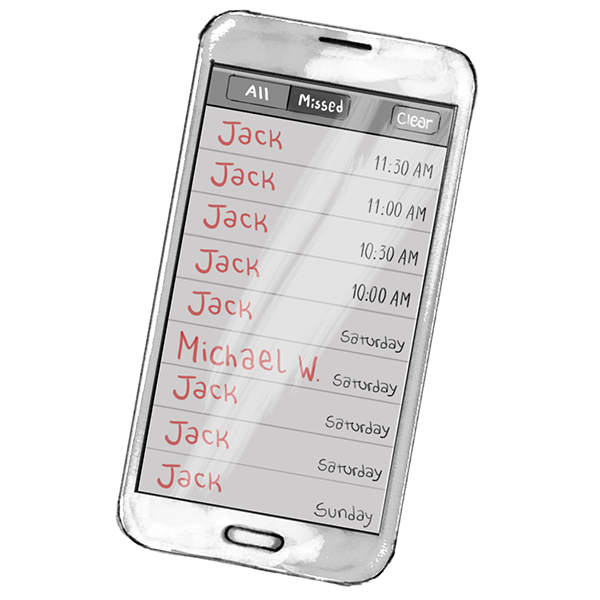 All Missed Clear
Jack 11:30 AM
Jack 11:00 AM
Jack 10:30 AM
Jack 10:00 AM
Jack Saturday
Michael W. Saturday
Jack Saturday
Jack Saturday
Jack Sunday